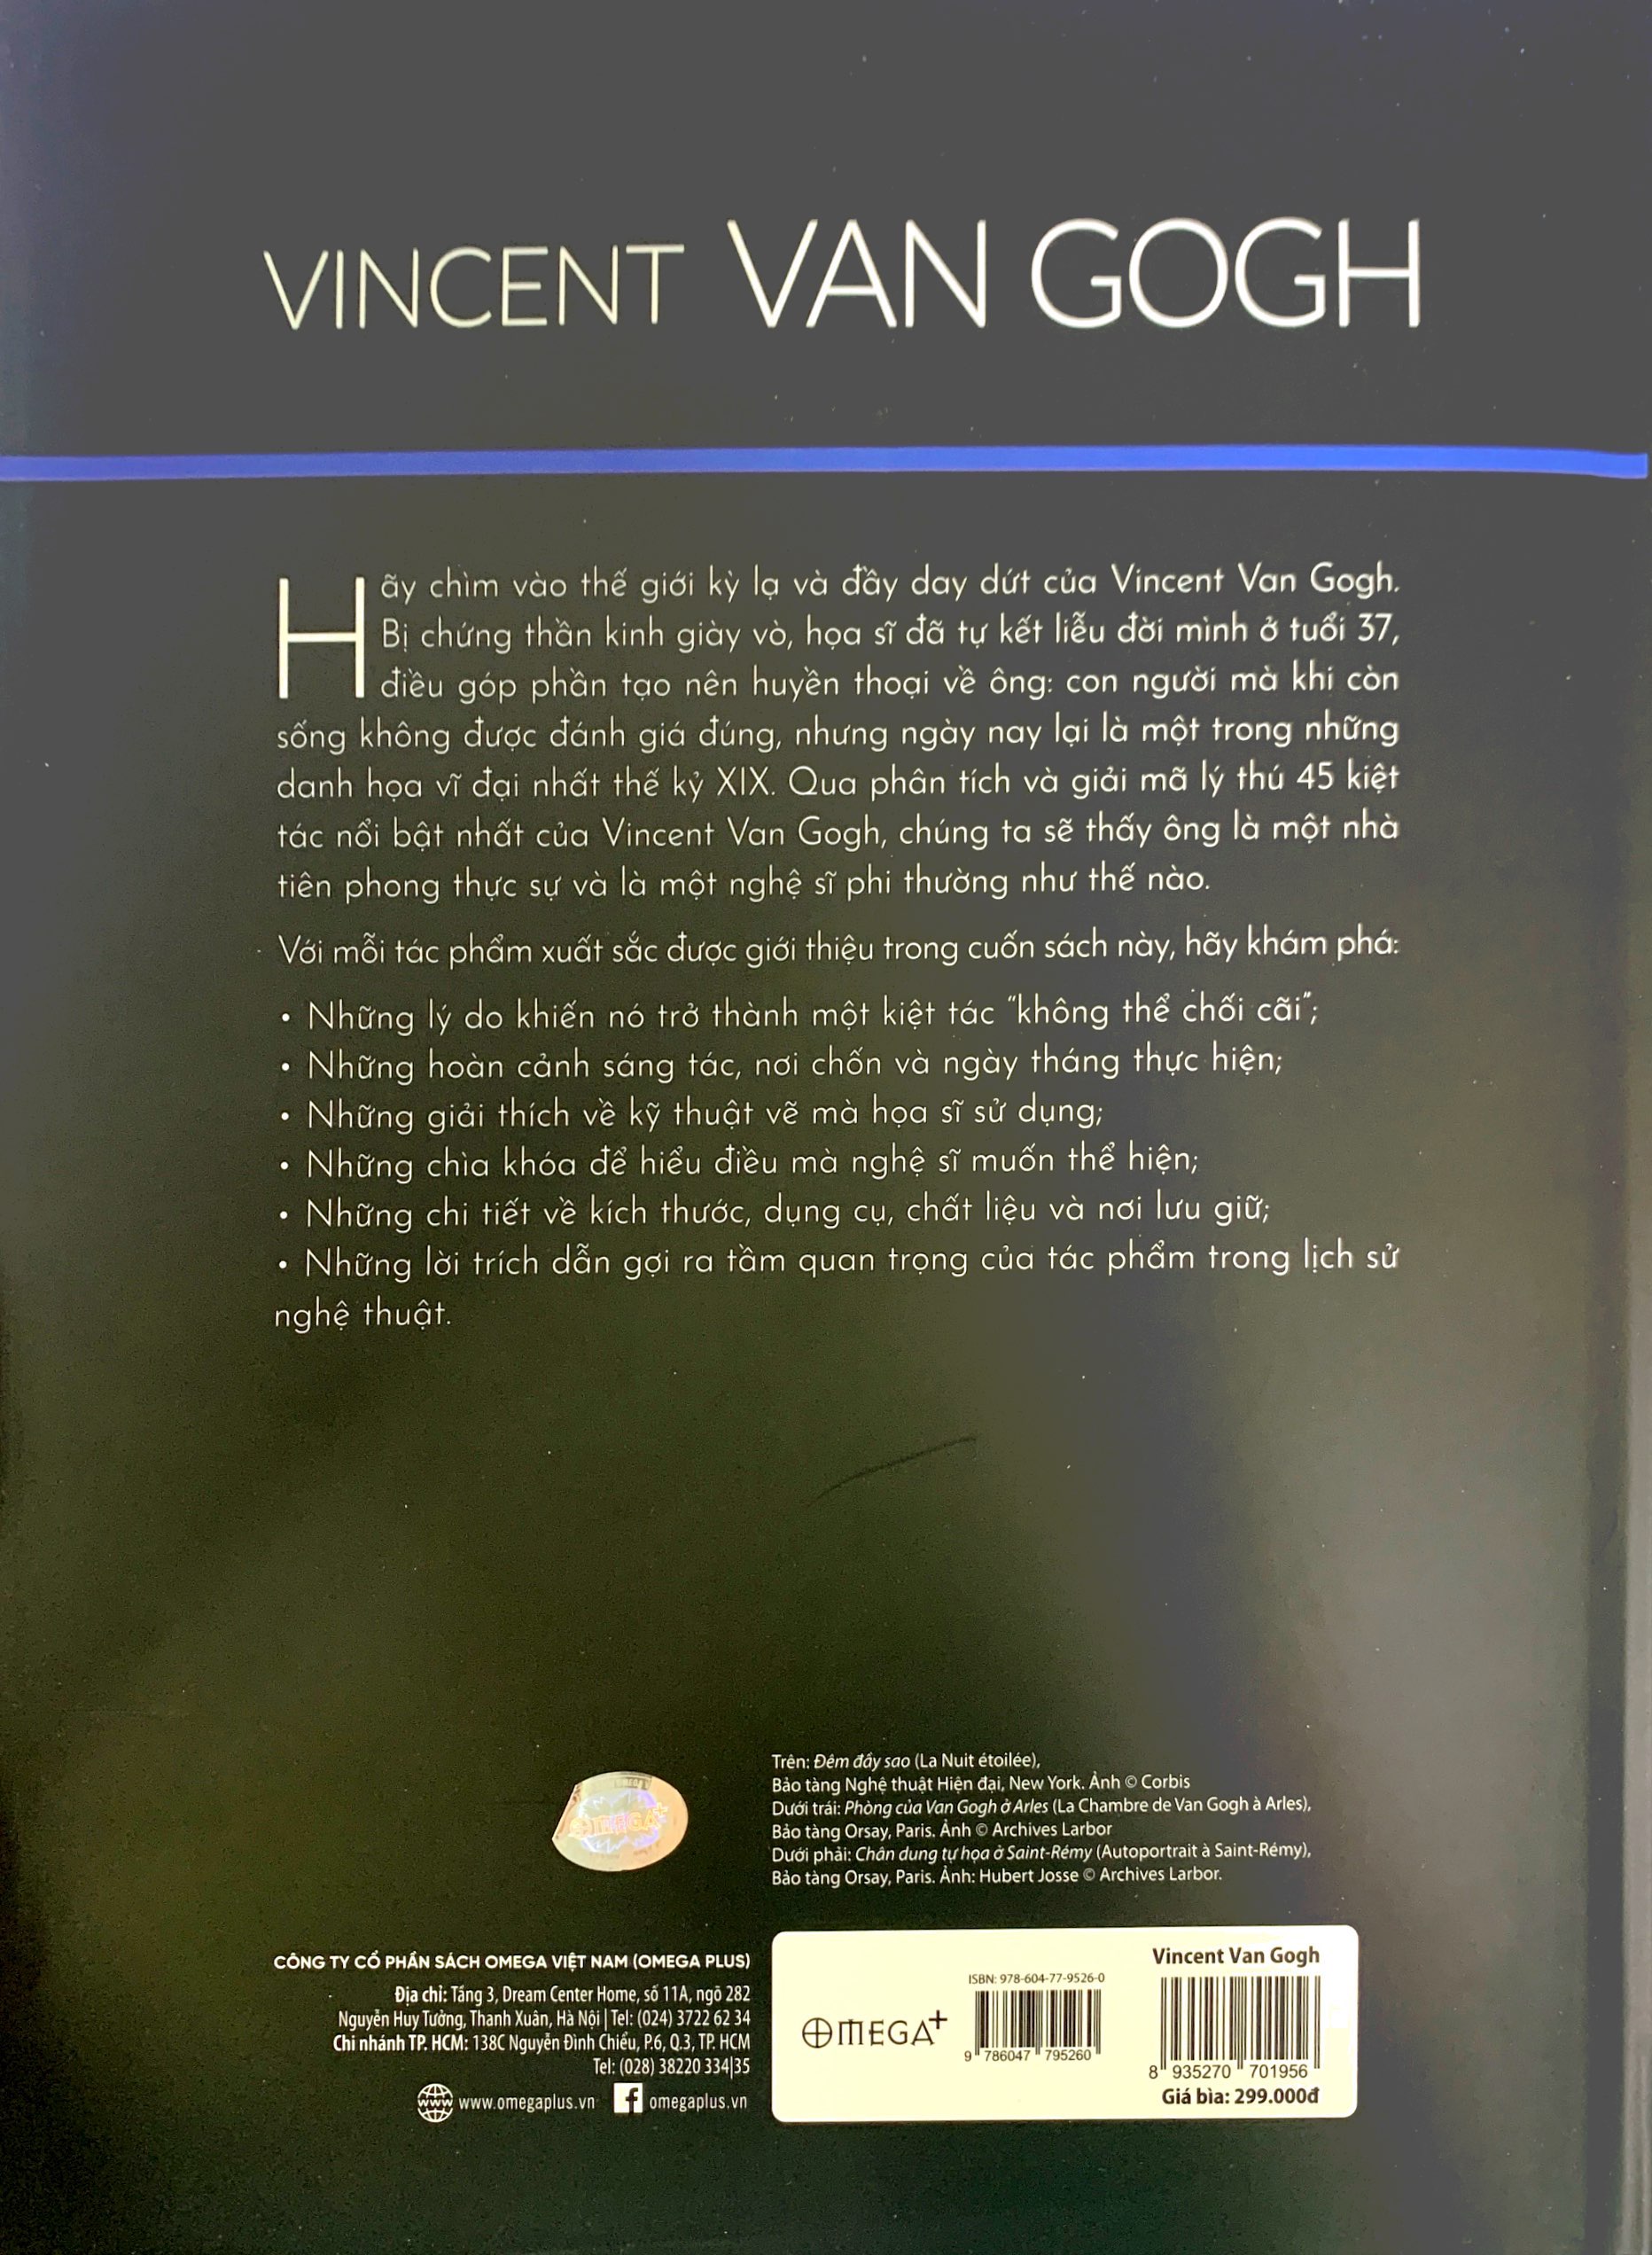 VINCENT VAN GOGH
Hãy chìm vào thế giới kỳ lạ và đầy day dứt của Vincent Van Gogh.
Bị chứng thần kinh giày vò, họa sĩ đã tự kết liễu đời mình ở tuổi 37,
điều góp phần tạo nên huyền thoại về ông: con người mà khi còn
sống không được đánh giá đúng, nhưng ngày nay lại là một trong những
danh họa vĩ đại nhất thế kỷ XIX. Qua phân tích và giải mã lý thú 45 kiệt
tác nổi bật nhất của Vincent Van Gogh, chúng ta sẽ thấy ông là một nhà
tiên phong thực sự và là một nghệ sĩ phi thường như thế nào.
Với mỗi tác phẩm xuất sắc được giới thiệu trong cuốn sách này, hãy khám phá:
• Những lý do khiến nó trở thành một kiệt tác "không thể chối cãi";
• Những hoàn cảnh sáng tác, nơi chốn và ngày tháng thực hiện;
• Những giải thích về kỹ thuật vẽ mà họa sĩ sử dụng;
• Những chìa khóa để hiểu điều mà nghệ sĩ muốn thể hiện;
• Những chi tiết về kích thước, dụng cụ, chất liệu và nơi lưu giữ;
• Những lời trích dẫn gợi ra tầm quan trọng của tác phẩm trong lịch sử
nghệ thuật.
Trên: Đêm đầy sao (La Nuit étoilée),
Bảo tàng Nghệ thuật Hiện đại, New York. Ảnh © Corbis
Dưới trái: Phòng của Van Gogh ở Arles (La Chambre de Van Gogh à Arles),
Bảo tàng Orsay, Paris. Ảnh © Archives Larbor
Dưới phải: Chân dung tự họa ở Saint-Rémy (Autoportrait à Saint-Rémy),
Bảo tàng Orsay, Paris. Ảnh: Hubert Josse © Archives Larbor.
OMEGA+
CÔNG TY CỔ PHẦN SÁCH OMEGA VIỆT NAM (OMEGA PLUS)
Địa chỉ: Tầng 3, Dream Center Home, số 11A, ngõ 282
Nguyễn Huy Tưởng, Thanh Xuân, Hà Nội | Tel: (024) 3722 62 34
Chi nhánh TP. HCM: 138C Nguyễn Đình Chiểu, P.6, Q.3, TP. HCM
Tel: (028) 38220 334|35
www www.omegaplus.vn f omegaplus.vn
OMEGA+
ISBN: 978-604-77-9526-0
9 786047 795260
Vincent Van Gogh
8 935270 701956
Giá bìa: 299.000đ